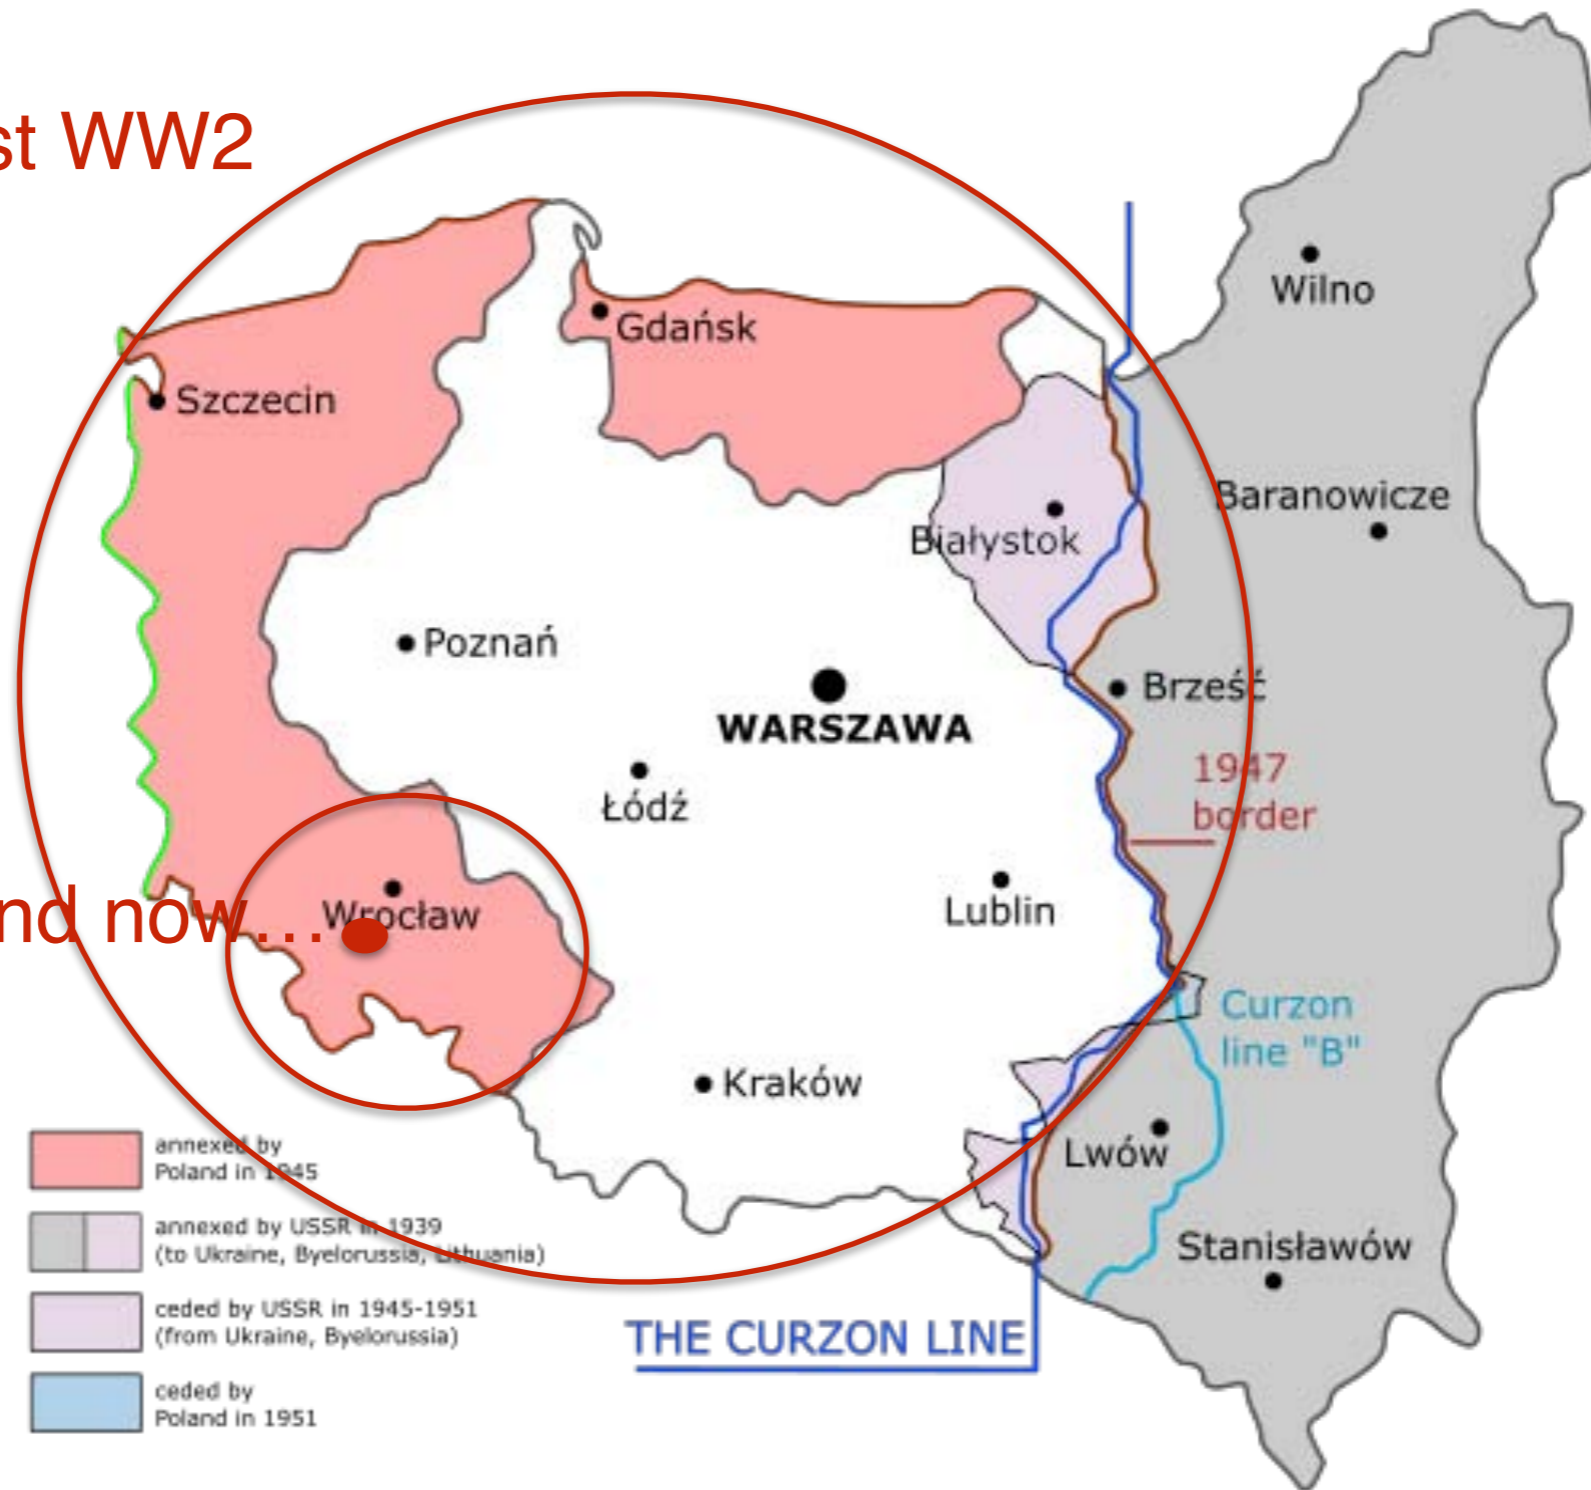 st WW2
Wilno
Gdańsk
Szczecin
Baranowicze
Białystok
Poznań
Brześć
WARSZAWA
1947
border
Łódź
Lublin
Wrocław
nd now...
Curzon
line "B"
Kraków
Lwów
annexed by
Poland in 1945
annexed by USSR in 1939
(to Ukraine, Byelorussia, Lithuania)
Stanisławów
ceded by USSR in 1945-1951
(from Ukraine, Byelorussia)
THE CURZON LINE
ceded by
Poland in 1951